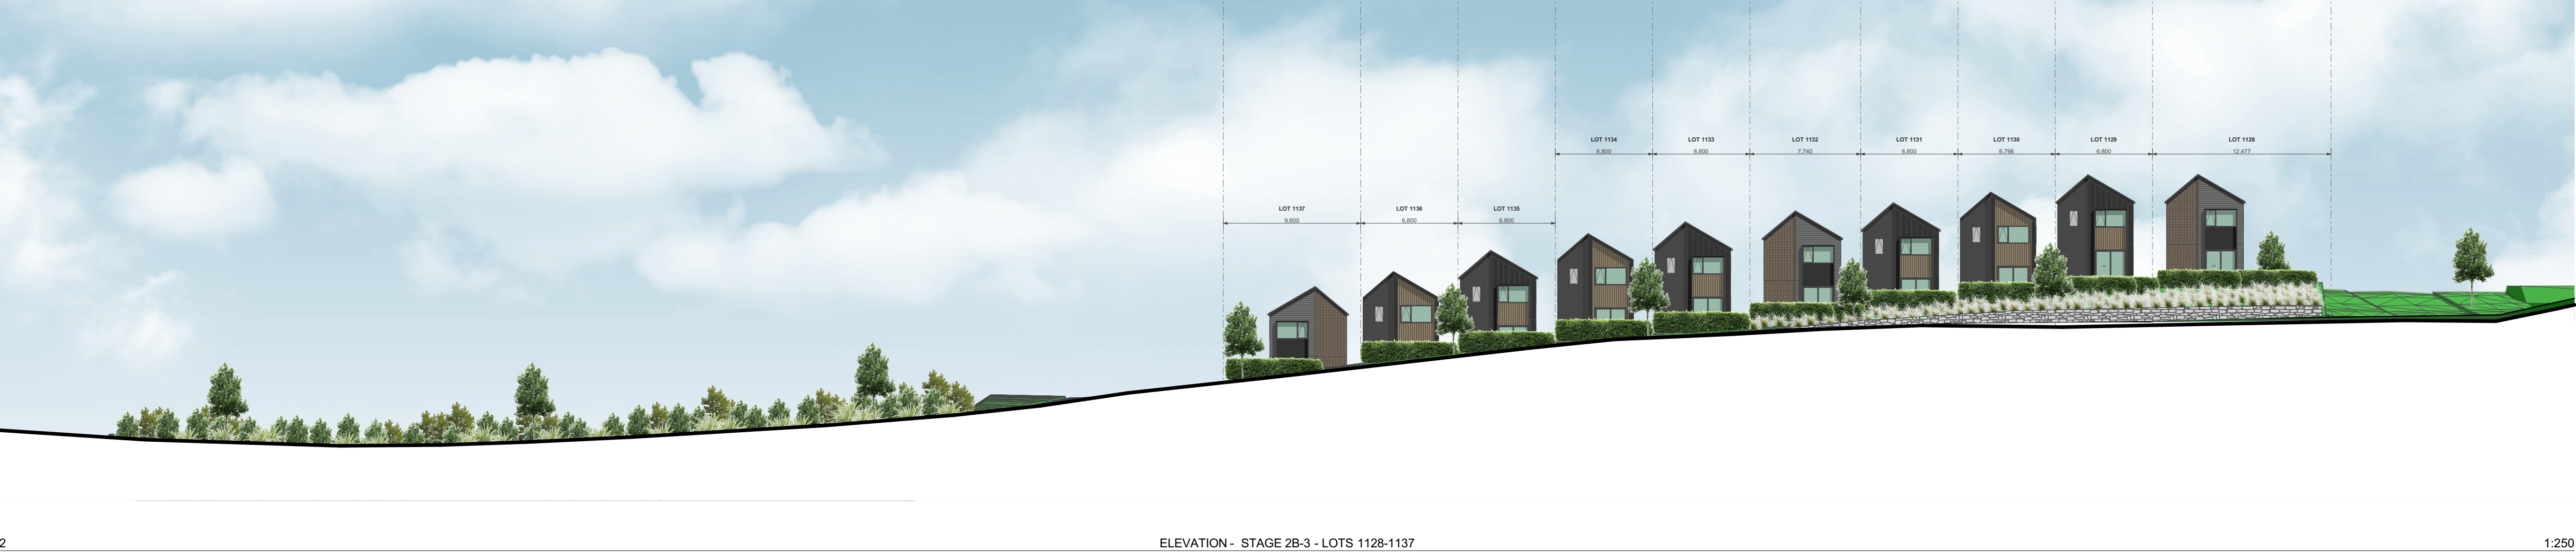 LOT 1134 LOT 1133 LOT 1132 LOT 1131 LOT 1130 LOT 1129 LOT 1128
6,800 6,800 7,740 6,800 6,798 6,800 12,477
LOT 1137 LOT 1136 LOT 1135
9,600 6,800 6,800
2 ELEVATION - STAGE 2B-3 - LOTS 1128-1137 1:250